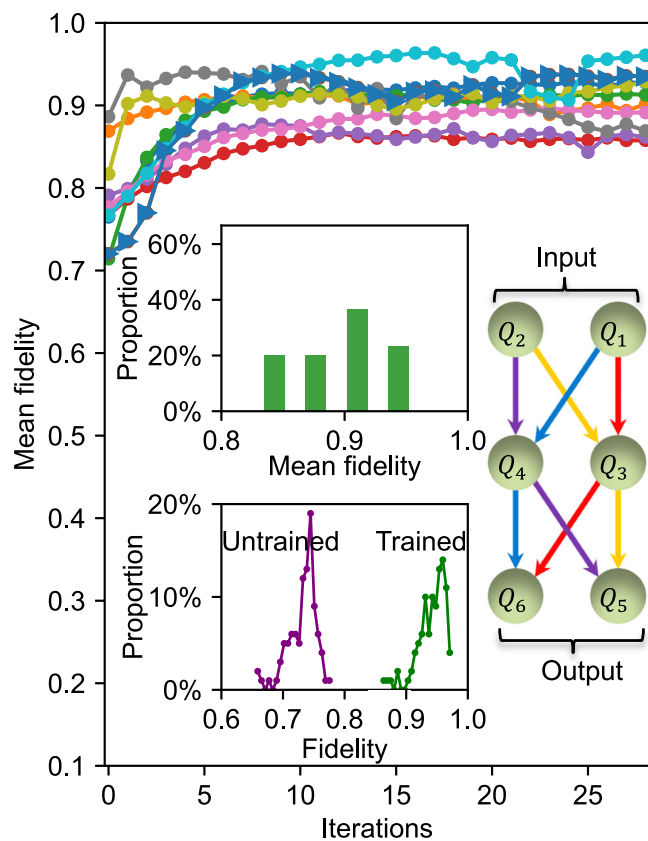 1.0
0.9
0.8
0.7
0.6
0.5
0.4
0.3
0.2
0.1
Mean fidelity
0
5
10
15
20
25
Iterations
60%
40%
20%
0%
Proportion
0.8
0.9
1.0
Mean fidelity
20%
10%
0%
Proportion
Untrained
Trained
0.6
0.7
0.8
0.9
1.0
Fidelity
Input
Q2
Q1
Q4
Q3
Q6
Q5
Output